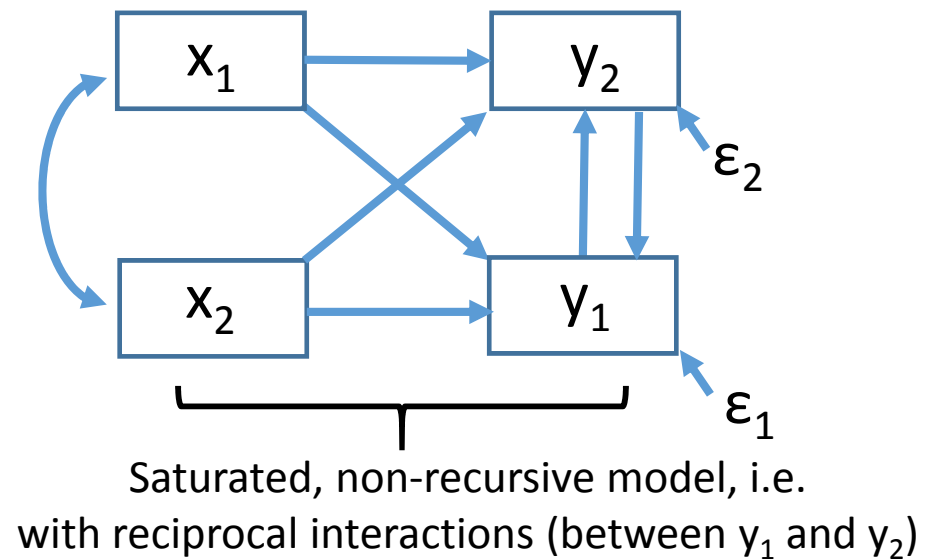 x₁
y₂
ε₂
x₂
y₁
ε₁
Saturated, non-recursive model, i.e.
with reciprocal interactions (between y₁ and y₂)